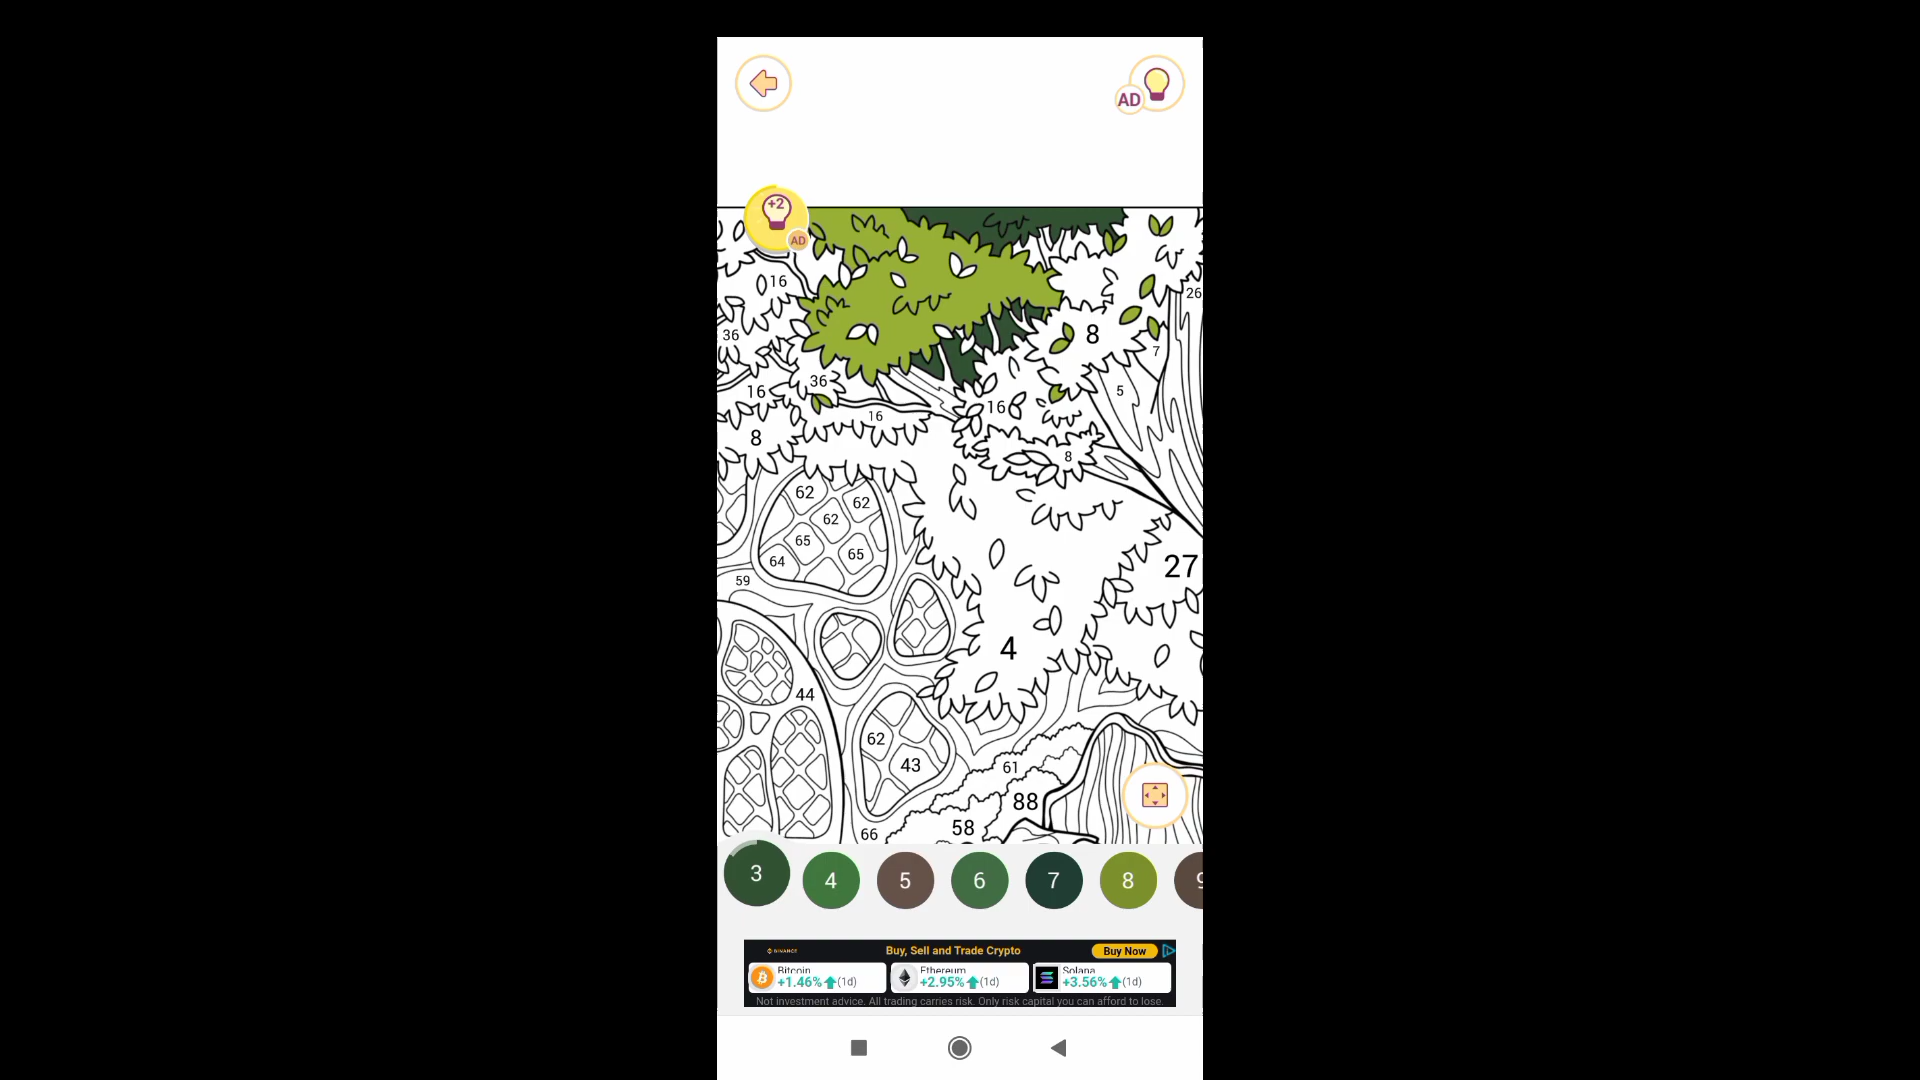 AD
+2
AD
16
26
36
8
7
36
5
16
16
16
8
8
62
62
62
65
65
64
27
59
4
44
62
43
61
88
58
66
3 4 5 6 7 8 9
BINANCE
Buy, Sell and Trade Crypto
Buy Now
Bitcoin
+1.46% (1d)
Ethereum
+2.95% (1d)
Solana
+3.56% (1d)
Not investment advice. All trading carries risk. Only risk capital you can afford to lose.